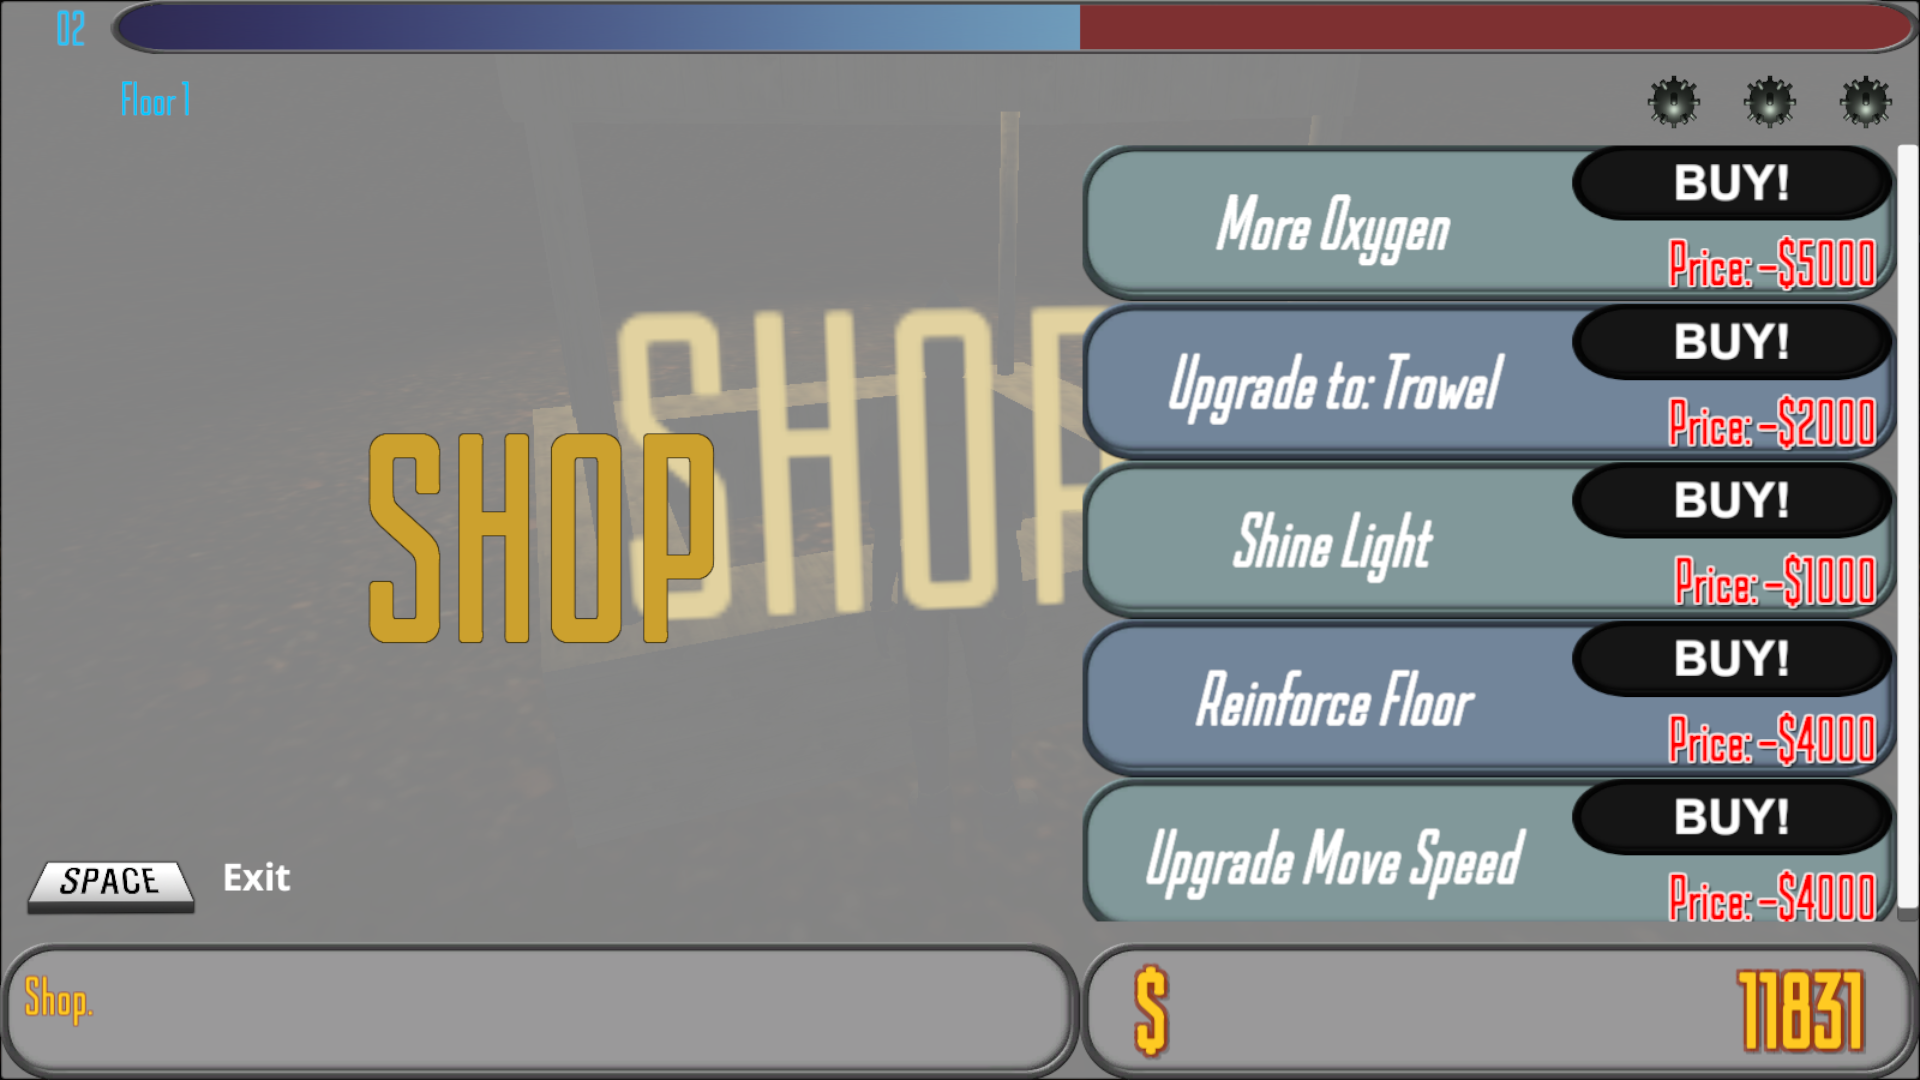 02
Floor 1
BUY!
More Oxygen
Price: -$5000
BUY!
Upgrade to: Trowel
Price: -$2000
BUY!
Shine Light
Price: -$1000
BUY!
Reinforce Floor
Price: -$4000
BUY!
Upgrade Move Speed
Price: -$4000
SHOP
SHOP
SPACE Exit
Shop.
$ 11831